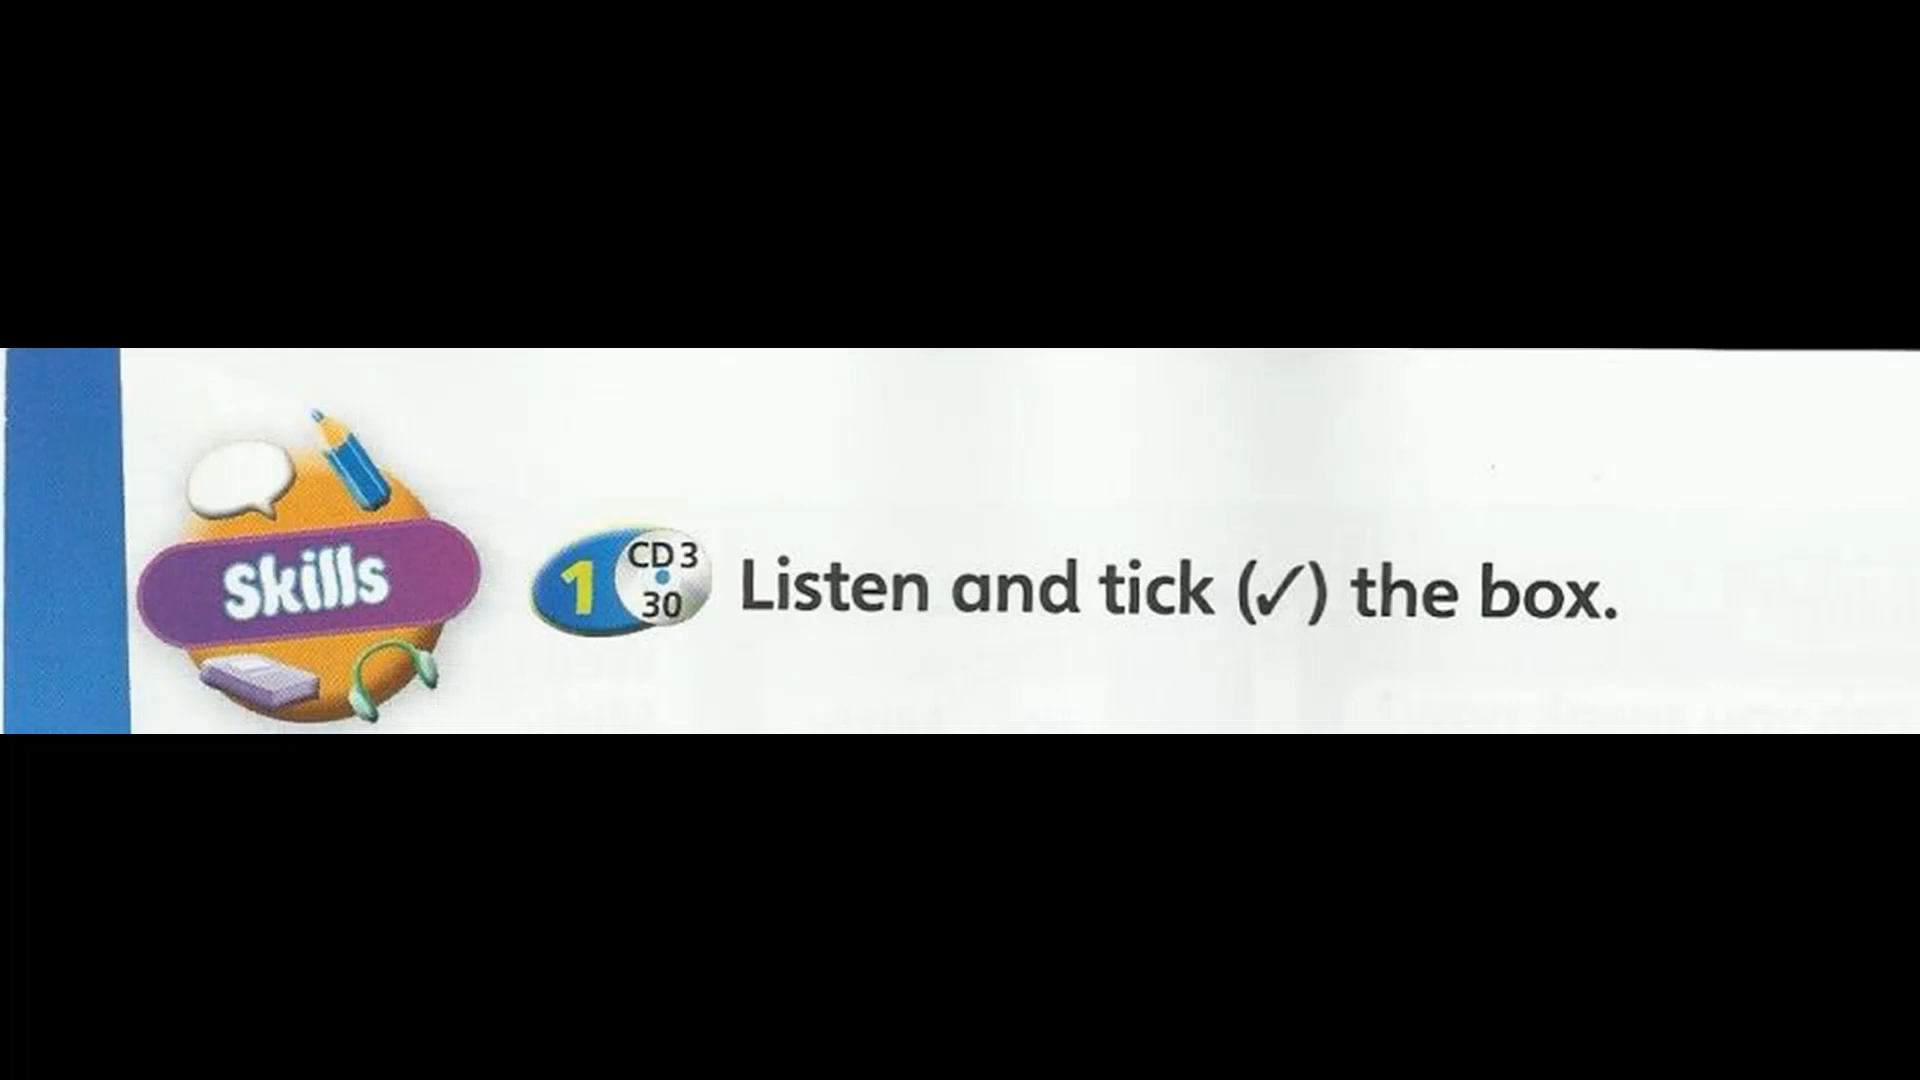 Skills
1 CD 3
30
Listen and tick (✓) the box.